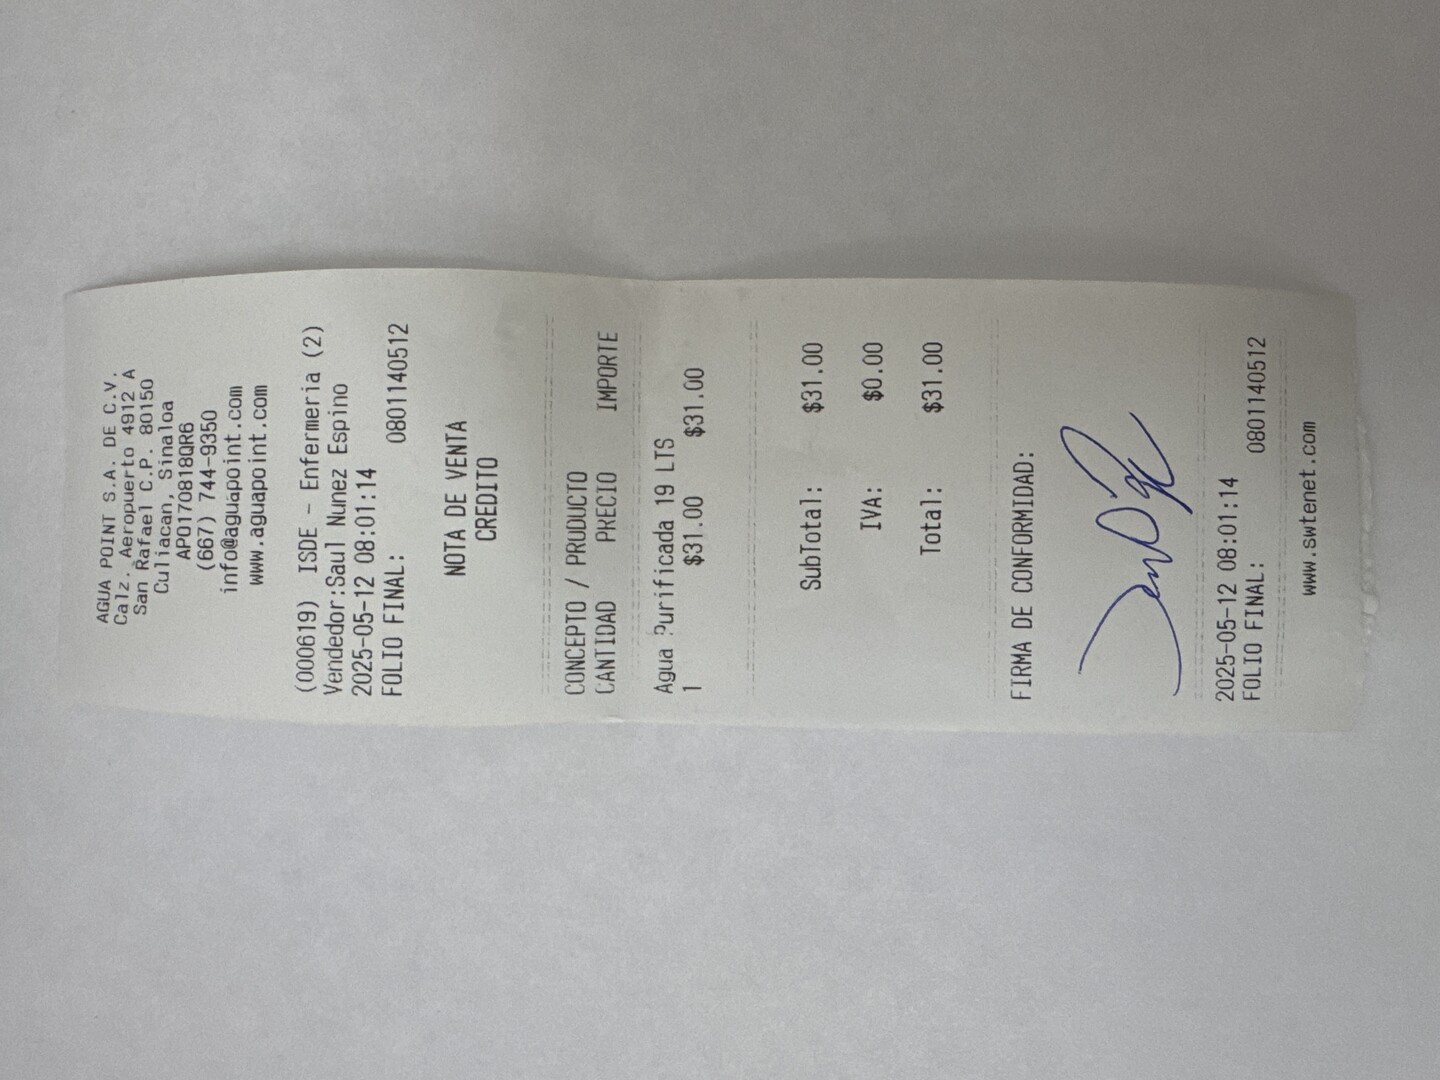 AGUA POINT S.A. DE C.V.
Calz. Aeropuerto 4912 A
San Rafael C.P. 80150
Culiacan, Sinaloa
APO170818QR6
(667) 744-9350
info@aguapoint.com
www.aguapoint.com
(000619) ISDE - Enfermeria (2)
Vendedor:Saul Nunez Espino
2025-05-12 08:01:14
FOLIO FINAL: 0801140512
NOTA DE VENTA
CREDITO
CONCEPTO / PRUDUCTO
CANTIDAD PRECIO IMPORTE
Agua Purificada 19 LTS
1 $31.00 $31.00
SubTotal: $31.00
IVA: $0.00
Total: $31.00
FIRMA DE CONFORMIDAD:
2025-05-12 08:01:14
FOLIO FINAL: 0801140512
www.swtenet.com